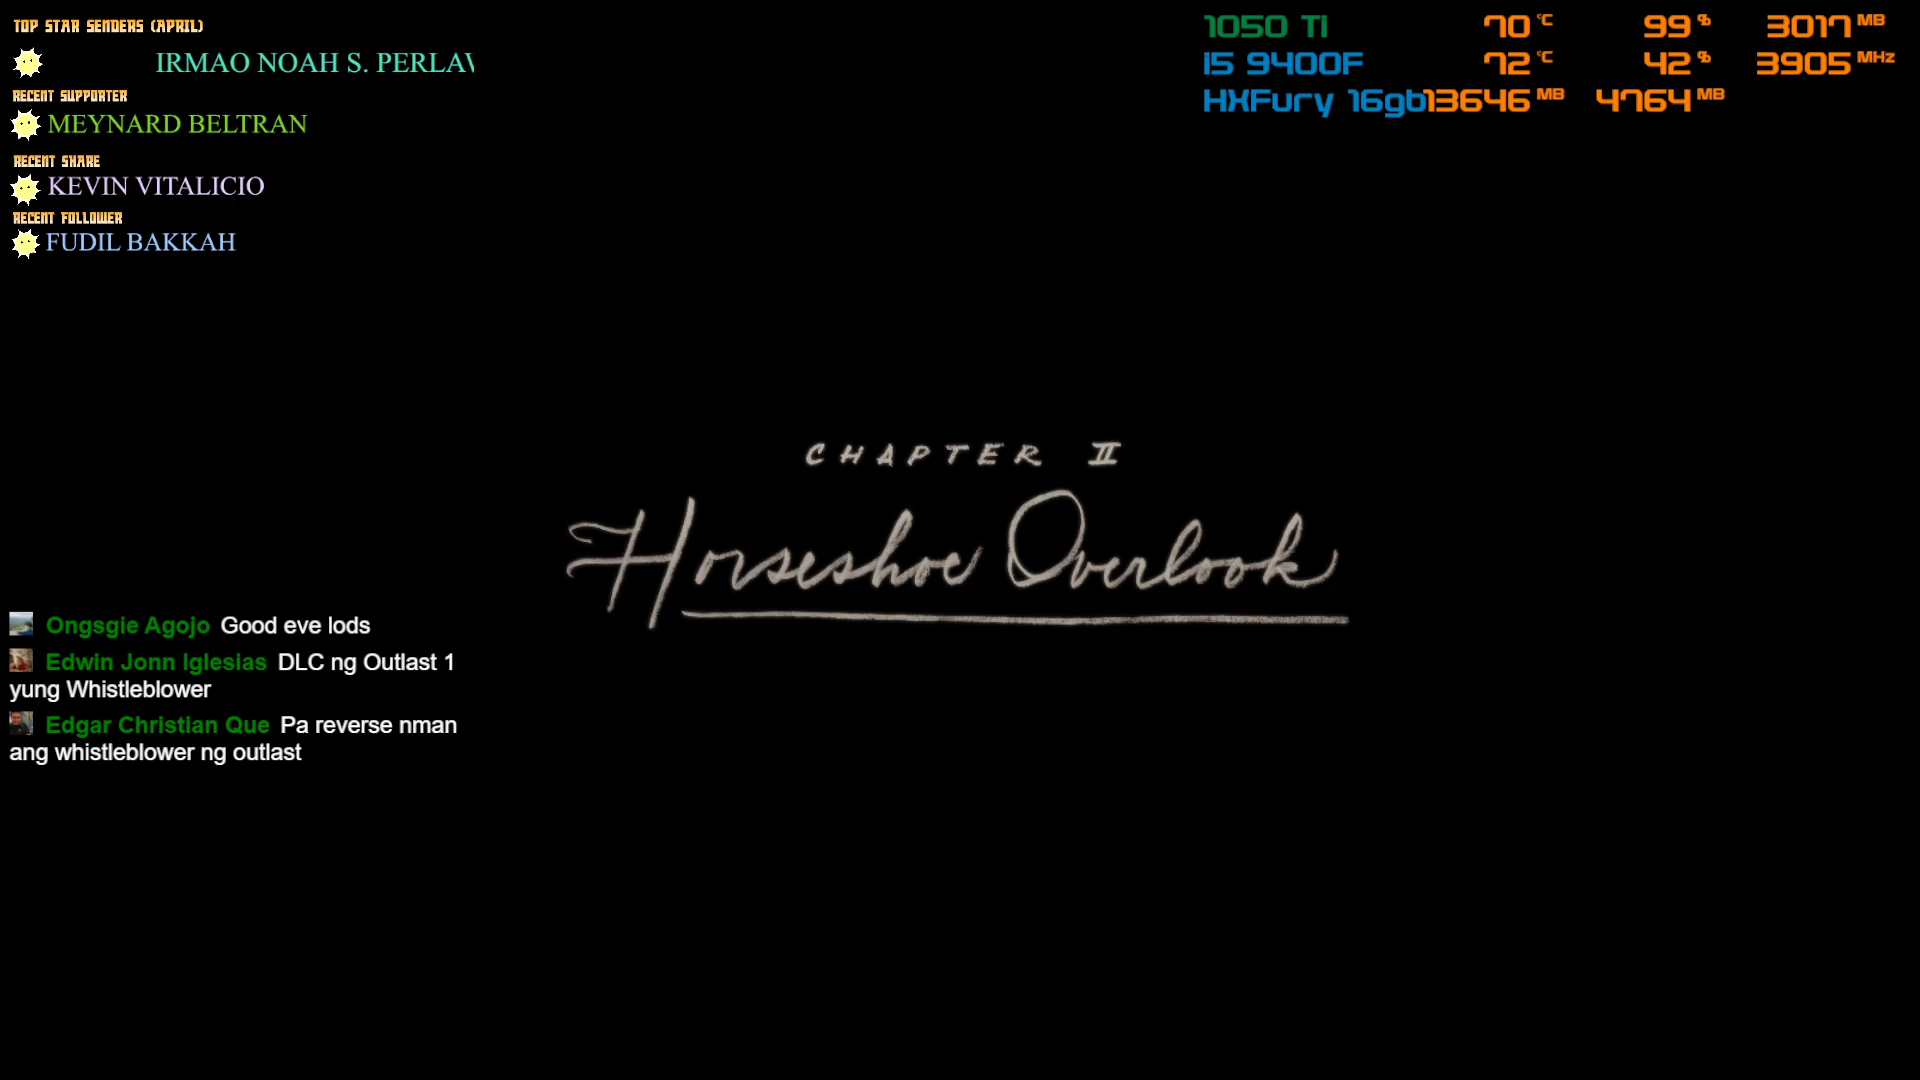 TOP STAR SENDERS (APRIL)
IRMAO NOAH S.
RECENT SUPPORTER
MEYNARD BELTRAN
RECENT SHARE
KEVIN VITALICIO
RECENT FOLLOWER
FUDIL BAKKAH
1050 Ti 70 °C 99 % 3017 MB
i5 9400F 72 °C 42 % 3905 MHz
HXFury 16gb 13646 MB 4764 MB
CHAPTER II
Horseshoe Overlook
Ongsgie Agojo Good eve lods
Edwin Jonn Iglesias DLC ng Outlast 1
yung Whistleblower
Edgar Christian Que Pa reverse nman
ang whistleblower ng outlast